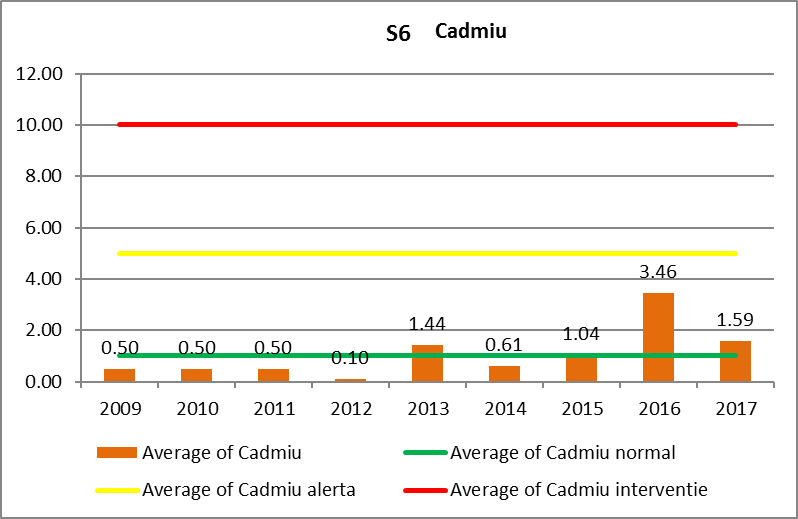 S6 Cadmiu
12.00
10.00
8.00
6.00
4.00
2.00
0.00
0.50 0.50 0.50 0.10 1.44 0.61 1.04 3.46 1.59
2009 2010 2011 2012 2013 2014 2015 2016 2017
Average of Cadmiu Average of Cadmiu normal
Average of Cadmiu alerta Average of Cadmiu interventie